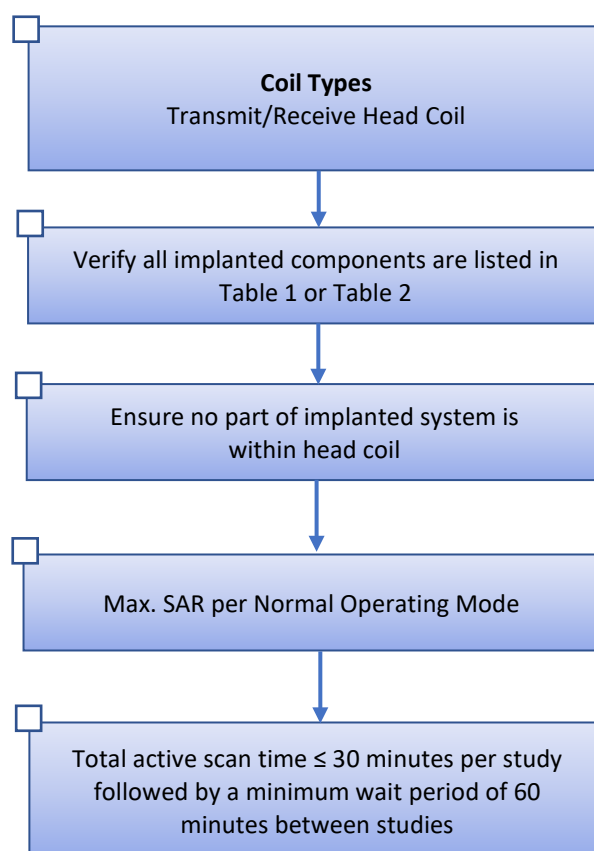 Coil Types
Transmit/Receive Head Coil
Verify all implanted components are listed in
Table 1 or Table 2
Ensure no part of implanted system is
within head coil
Max. SAR per Normal Operating Mode
Total active scan time ≤ 30 minutes per study
followed by a minimum wait period of 60
minutes between studies